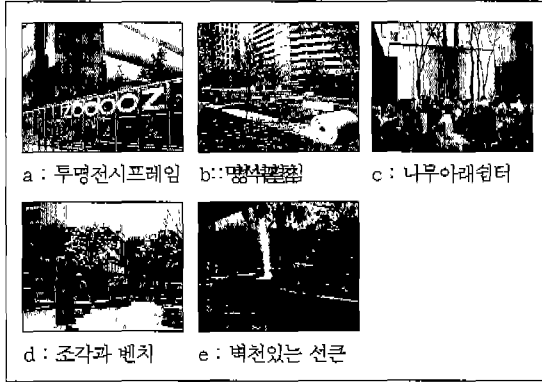 a : 투명전시프레임
b :
c : 나무아래쉼터
d : 조각과 벤치
e : 벽천있는 선큰